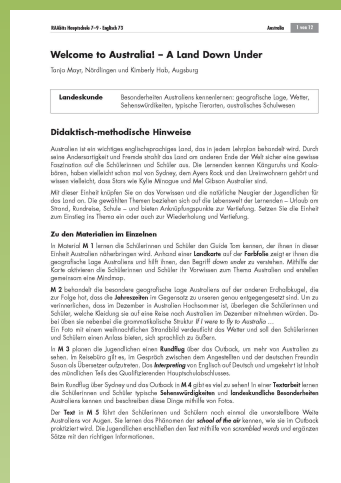 RAAbits Hauptschule 7–9 · Englisch 73
Australia
1 von 22
Welcome to Australia! – A Land Down Under
Tanja Mayr, Nördlingen und Kimberly Hab, Augsburg
Landeskunde
Besonderheiten Australiens kennenlernen: geografische Lage, Wetter,
Sehenswürdigkeiten, typische Tierarten, australisches Schulwesen
Didaktisch-methodische Hinweise
Australien ist ein wichtiges englischsprachiges Land, das in jedem Lehrplan behandelt wird. Durch
seine Andersartigkeit und Fremde strahlt das Land am anderen Ende der Welt sicher eine gewisse
Faszination auf die Schülerinnen und Schüler aus. Die Lernenden kennen Kängurus und Koala-
bären, haben vielleicht schon mal von Sydney, dem Ayers Rock und den Ureinwohnern gehört und
wissen vielleicht, dass Stars wie Kylie Minogue und Mel Gibson Australier sind.
Mit dieser Einheit knüpfen Sie an das Vorwissen und die natürliche Neugier der Jugendlichen für
das Land an. Die gewählten Themen beziehen sich auf die Lebenswelt der Lernenden – Urlaub am
Strand, Rundreise, Schule – und bieten Anknüpfungspunkte zur Vertiefung. Setzen Sie die Einheit
zum Einstieg ins Thema ein oder auch zur Wiederholung und Vertiefung.
Zu den Materialien im Einzelnen
In Material M 1 lernen die Schülerinnen und Schüler den Guide Tom kennen, der ihnen in dieser
Einheit Australien näherbringen wird. Anhand einer Landkarte auf der Farbfolie zeigt er ihnen die
geografische Lage Australiens und hilft ihnen, den Begriff down under zu verstehen. Mithilfe der
Karte aktivieren die Schülerinnen und Schüler ihr Vorwissen zum Thema Australien und erstellen
gemeinsam eine Mindmap.
M 2 behandelt die besondere geografische Lage Australiens auf der anderen Erdhalbkugel, die
zur Folge hat, dass die Jahreszeiten im Gegensatz zu unseren genau entgegengesetzt sind. Um zu
verinnerlichen, dass im Dezember in Australien Hochsommer ist, überlegen die Schülerinnen und
Schüler, welche Kleidung sie auf eine Reise nach Australien im Dezember mitnehmen würden. Da-
bei üben sie nebenbei die grammatikalische Struktur If I were to fly to Australia …
Ein Foto mit einem weihnachtlichen Strandbild verdeutlicht das Wetter und soll den Schülerinnen
und Schülern einen Anlass bieten, sich sprachlich zu äußern.
In M 3 planen die Jugendlichen einen Rundflug über das Outback, um mehr von Australien zu
sehen. Im Reisebüro gilt es, im Gespräch zwischen dem Angestellten und der deutschen Freundin
Susan als Übersetzer aufzutreten. Das Interpreting von Englisch auf Deutsch und umgekehrt ist Inhalt
des mündlichen Teils des Qualifizierenden Hauptschulabschlusses.
Beim Rundflug über Sydney und das Outback in M 4 gibt es viel zu sehen! In einer Textarbeit lernen
die Schülerinnen und Schüler typische Sehenswürdigkeiten und landeskundliche Besonderheiten
Australiens kennen und beschreiben diese Dinge mithilfe von Fotos.
Der Text in M 5 führt den Schülerinnen und Schülern noch einmal die unvorstellbare Weite
Australiens vor Augen. Sie lernen das Phänomen der school of the air kennen, wie sie im Outback
praktiziert wird. Die Jugendlichen erschließen den Text mithilfe von scrambled words und ergänzen
Sätze mit den richtigen Informationen.